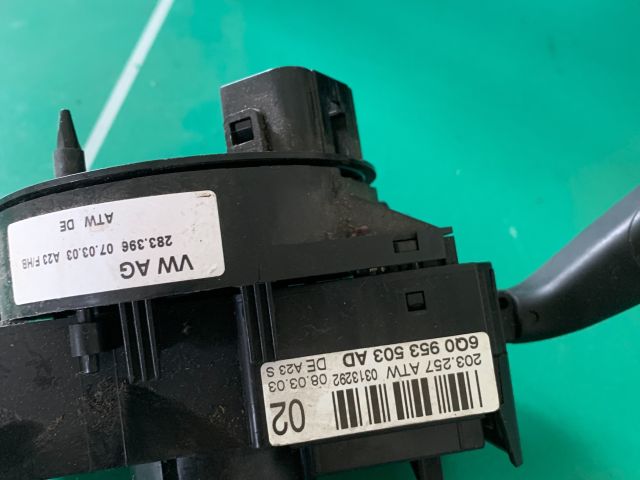 VW AG
283.396 07.03.03 A23 F/HB
ATW DE
203.257 ATW 0313292 08.03.03
6Q0 953 503 AD DE A23 S
02